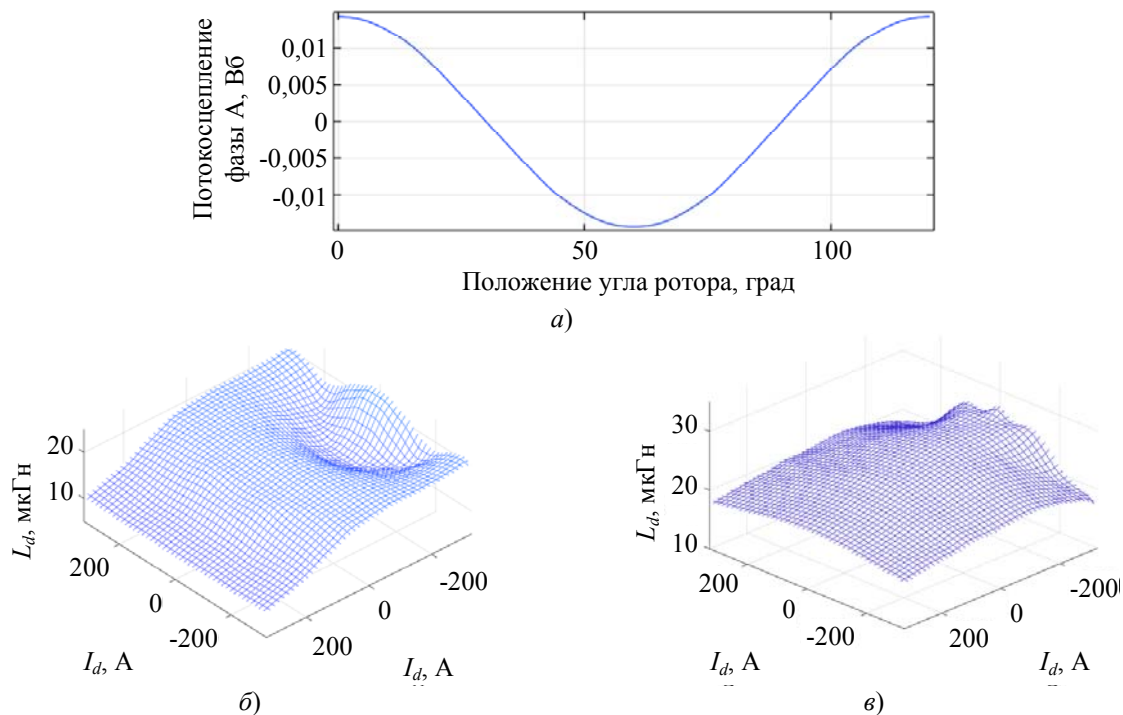 Потокосцепление
фазы А, Вб
0,01
0,005
0
-0,005
-0,01
0 50 100
Положение угла ротора, град
а)
20
10
L_d, мкГн
200
0
-200
I_d, А
-200
0
200
I_d, А
б)
30
20
10
L_d, мкГн
200
0
-200
I_d, А
-200
0
200
I_d, А
в)